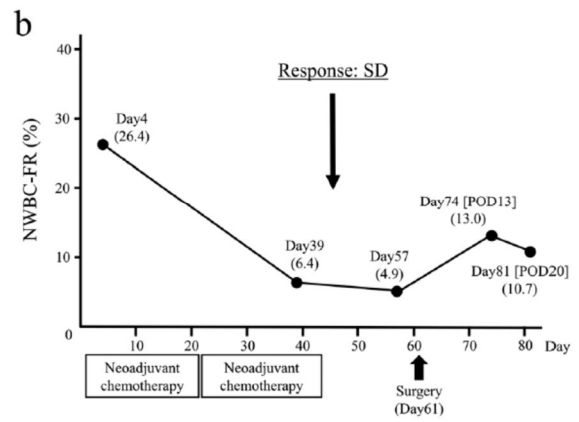 b
NWBC-FR (%)
40
30
20
10
0
Response: SD
Day4
(26.4)
Day39
(6.4)
Day57
(4.9)
Day74 [POD13]
(13.0)
Day81 [POD20]
(10.7)
10 20 30 40 50 60 70 80 Day
Neoadjuvant
chemotherapy
Neoadjuvant
chemotherapy
Surgery
(Day61)